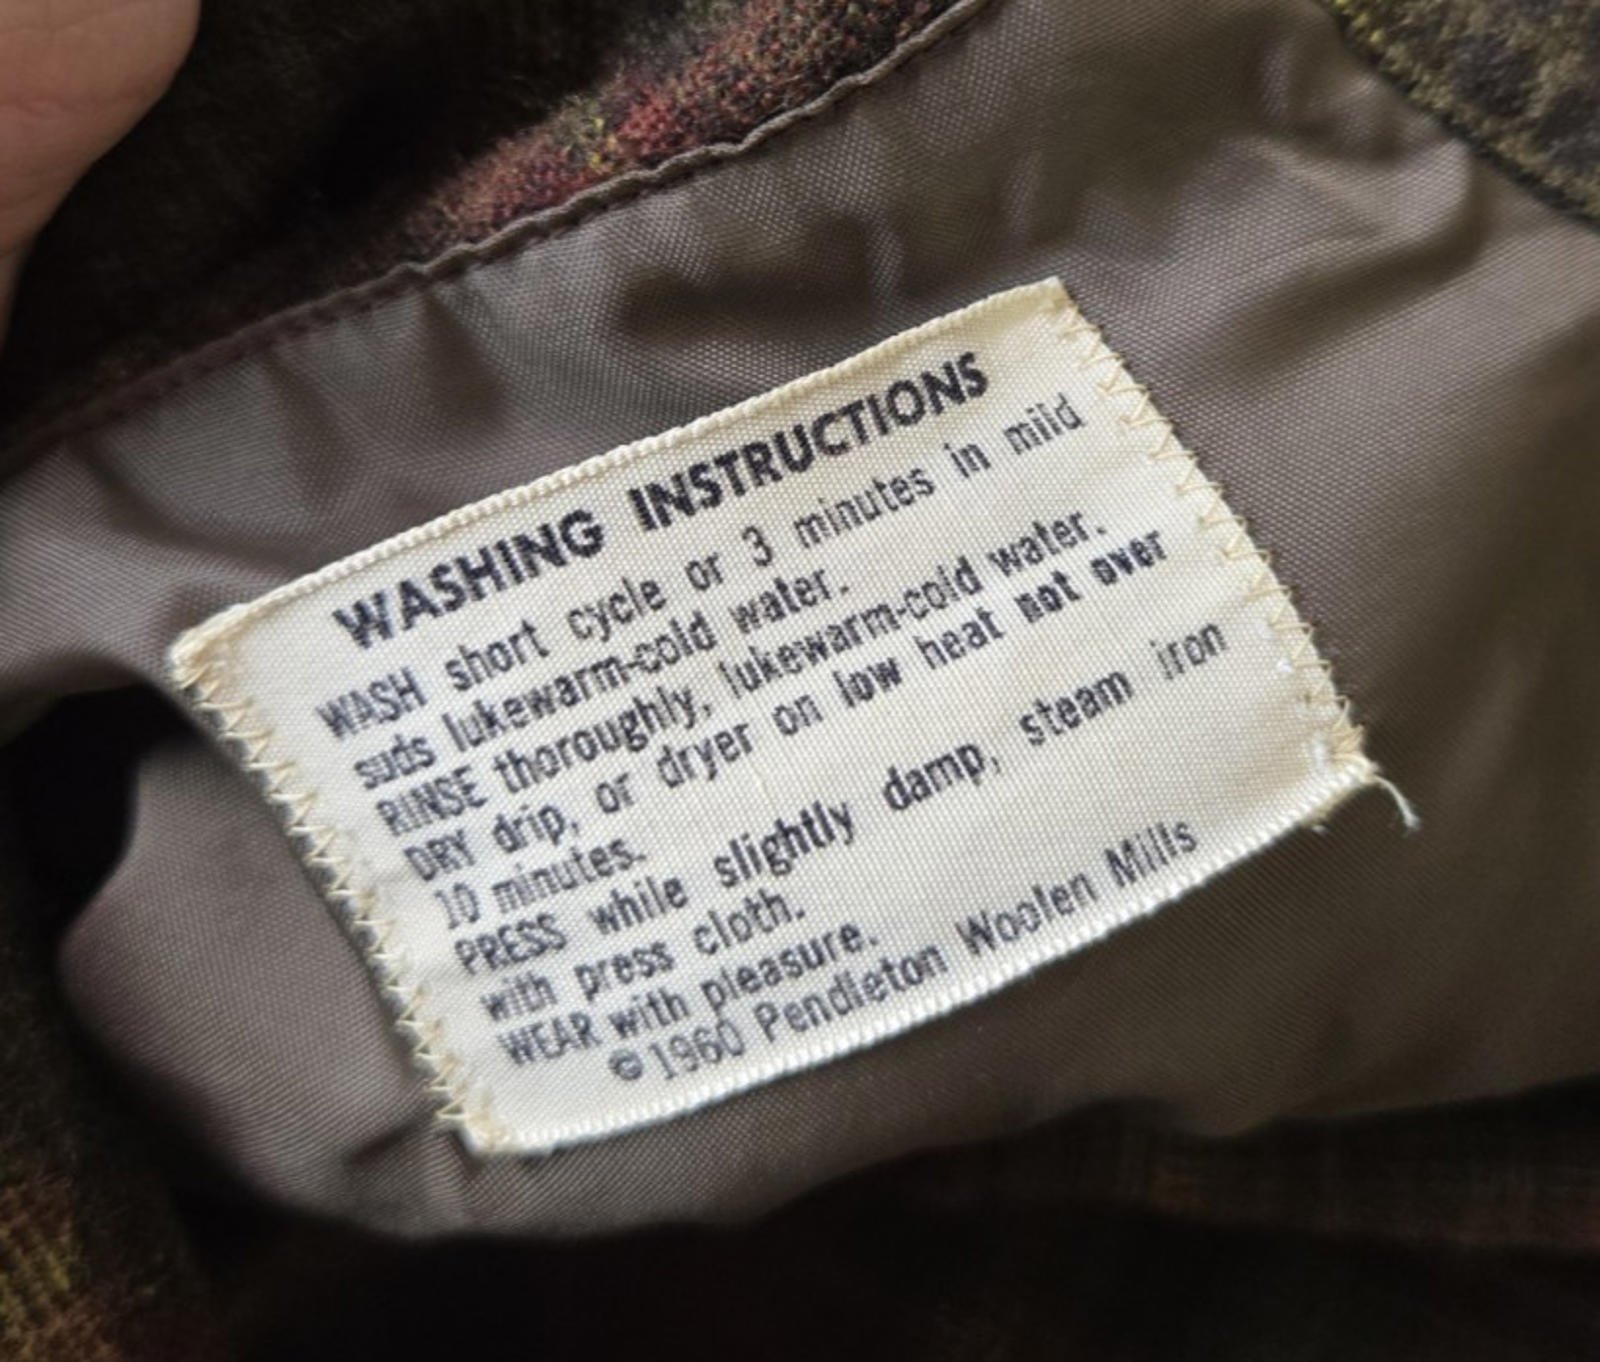 WASHING INSTRUCTIONS
WASH short cycle or 3 minutes in mild
suds lukewarm-cold water.
RINSE thoroughly, lukewarm-cold water.
DRY drip, or dryer on low heat not over
10 minutes.
PRESS while slightly damp, steam iron
with press cloth.
WEAR with pleasure.
©1960 Pendleton Woolen Mills